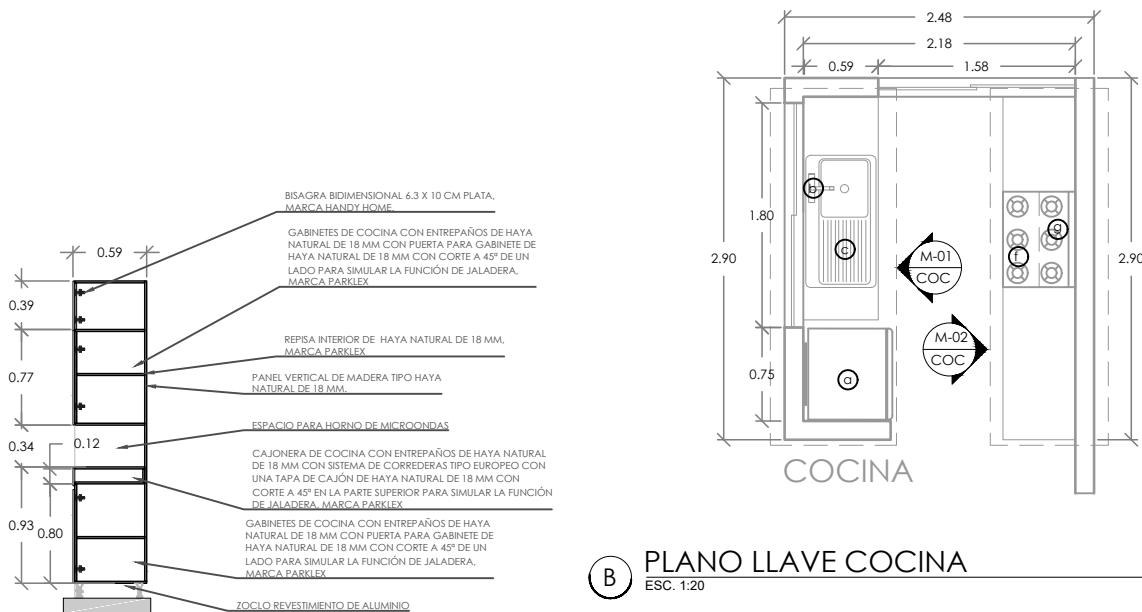 BISAGRA BIDIMENSIONAL 6.3 X 10 CM PLATA,
MARCA HANDY HOME.
GABINETES DE COCINA CON ENTREPAÑOS DE HAYA
NATURAL DE 18 MM CON PUERTA PARA GABINETE DE
HAYA NATURAL DE 18 MM CON CORTE A 45º DE UN
LADO PARA SIMULAR LA FUNCIÓN DE JALADERA,
MARCA PARKLEX
REPISA INTERIOR DE HAYA NATURAL DE 18 MM,
MARCA PARKLEX
PANEL VERTICAL DE MADERA TIPO HAYA
NATURAL DE 18 MM.
ESPACIO PARA HORNO DE MICROONDAS
CAJONERA DE COCINA CON ENTREPAÑOS DE HAYA NATURAL
DE 18 MM CON SISTEMA DE CORREDERAS TIPO EUROPEO CON
UNA TAPA DE CAJÓN DE HAYA NATURAL DE 18 MM CON
CORTE A 45º EN LA PARTE SUPERIOR PARA SIMULAR LA FUNCIÓN
DE JALADERA, MARCA PARKLEX
GABINETES DE COCINA CON ENTREPAÑOS DE HAYA
NATURAL DE 18 MM CON PUERTA PARA GABINETE DE
HAYA NATURAL DE 18 MM CON CORTE A 45º DE UN
LADO PARA SIMULAR LA FUNCIÓN DE JALADERA,
MARCA PARKLEX
ZOCLO REVESTIMIENTO DE ALUMINIO
0.59
0.39
0.77
0.34
0.12
0.93
0.80
2.48
2.18
0.59
1.58
2.90
1.80
0.75
2.90
b
c
a
g
f
M-01
COC
M-02
COC
COCINA
B
PLANO LLAVE COCINA
ESC. 1:20